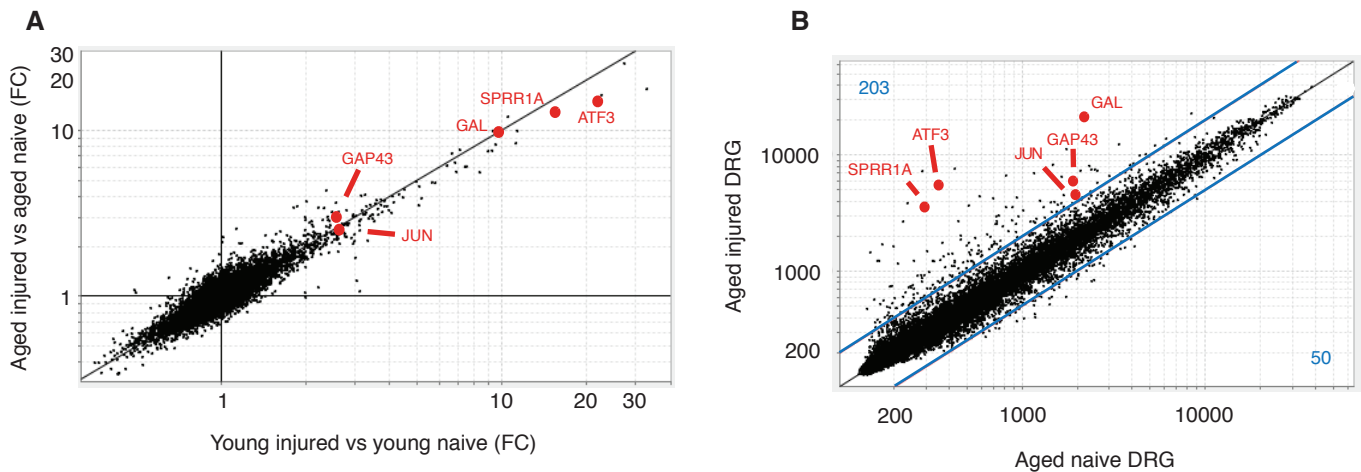 A
Aged injured vs aged naive (FC)
30
20
10
1
SPRR1A
ATF3
GAL
GAP43
JUN
1
2
10
20
30
Young injured vs young naive (FC)
B
Aged injured DRG
10000
1000
200
203
GAL
ATF3
GAP43
JUN
SPRR1A
50
200
1000
10000
Aged naive DRG